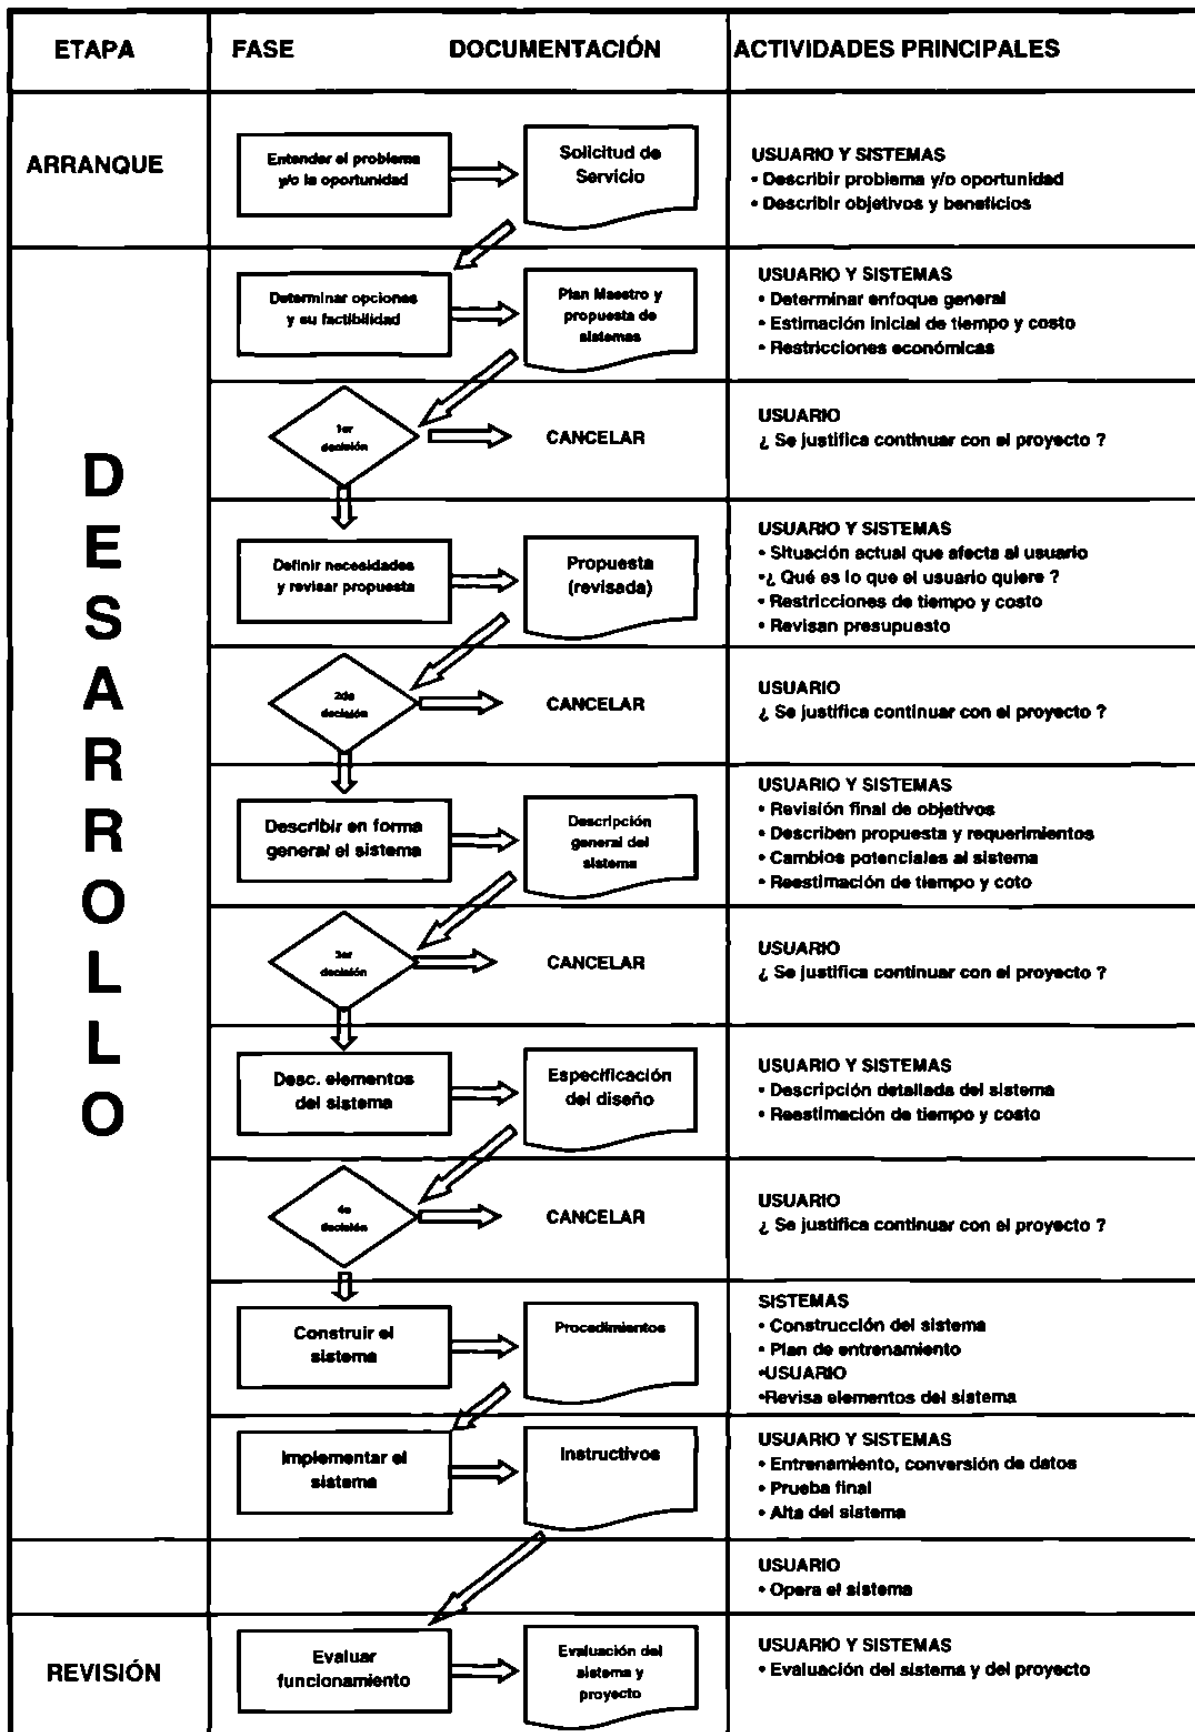 ETAPA
FASE
DOCUMENTACIÓN
ACTIVIDADES PRINCIPALES
ARRANQUE
Entender el problema
y/o la oportunidad
Solicitud de
Servicio
USUARIO Y SISTEMAS
• Describir problema y/o oportunidad
• Describir objetivos y beneficios
DESARROLLO
Determinar opciones
y su factibilidad
Plan Maestro y
propuesta de
sistemas
USUARIO Y SISTEMAS
• Determinar enfoque general
• Estimación inicial de tiempo y costo
• Restricciones económicas
1er
decisión
CANCELAR
USUARIO
¿ Se justifica continuar con el proyecto ?
Definir necesidades
y revisar propuesta
Propuesta
(revisada)
USUARIO Y SISTEMAS
• Situación actual que afecta al usuario
•¿ Qué es lo que el usuario quiere ?
• Restricciones de tiempo y costo
• Revisan presupuesto
2da
decisión
CANCELAR
USUARIO
¿ Se justifica continuar con el proyecto ?
Describir en forma
general el sistema
Descripción
general del
sistema
USUARIO Y SISTEMAS
• Revisión final de objetivos
• Describen propuesta y requerimientos
• Cambios potenciales al sistema
• Reestimación de tiempo y coto
3er
decisión
CANCELAR
USUARIO
¿ Se justifica continuar con el proyecto ?
Desc. elementos
del sistema
Especificación
del diseño
USUARIO Y SISTEMAS
• Descripción detallada del sistema
• Reestimación de tiempo y costo
4a
decisión
CANCELAR
USUARIO
¿ Se justifica continuar con el proyecto ?
Construir el
sistema
Procedimientos
SISTEMAS
• Construcción del sistema
• Plan de entrenamiento
•USUARIO
•Revisa elementos del sistema
Implementar el
sistema
Instructivos
USUARIO Y SISTEMAS
• Entrenamiento, conversión de datos
• Prueba final
• Alta del sistema
USUARIO
• Opera el sistema
REVISIÓN
Evaluar
funcionamiento
Evaluación del
sistema y
proyecto
USUARIO Y SISTEMAS
• Evaluación del sistema y del proyecto